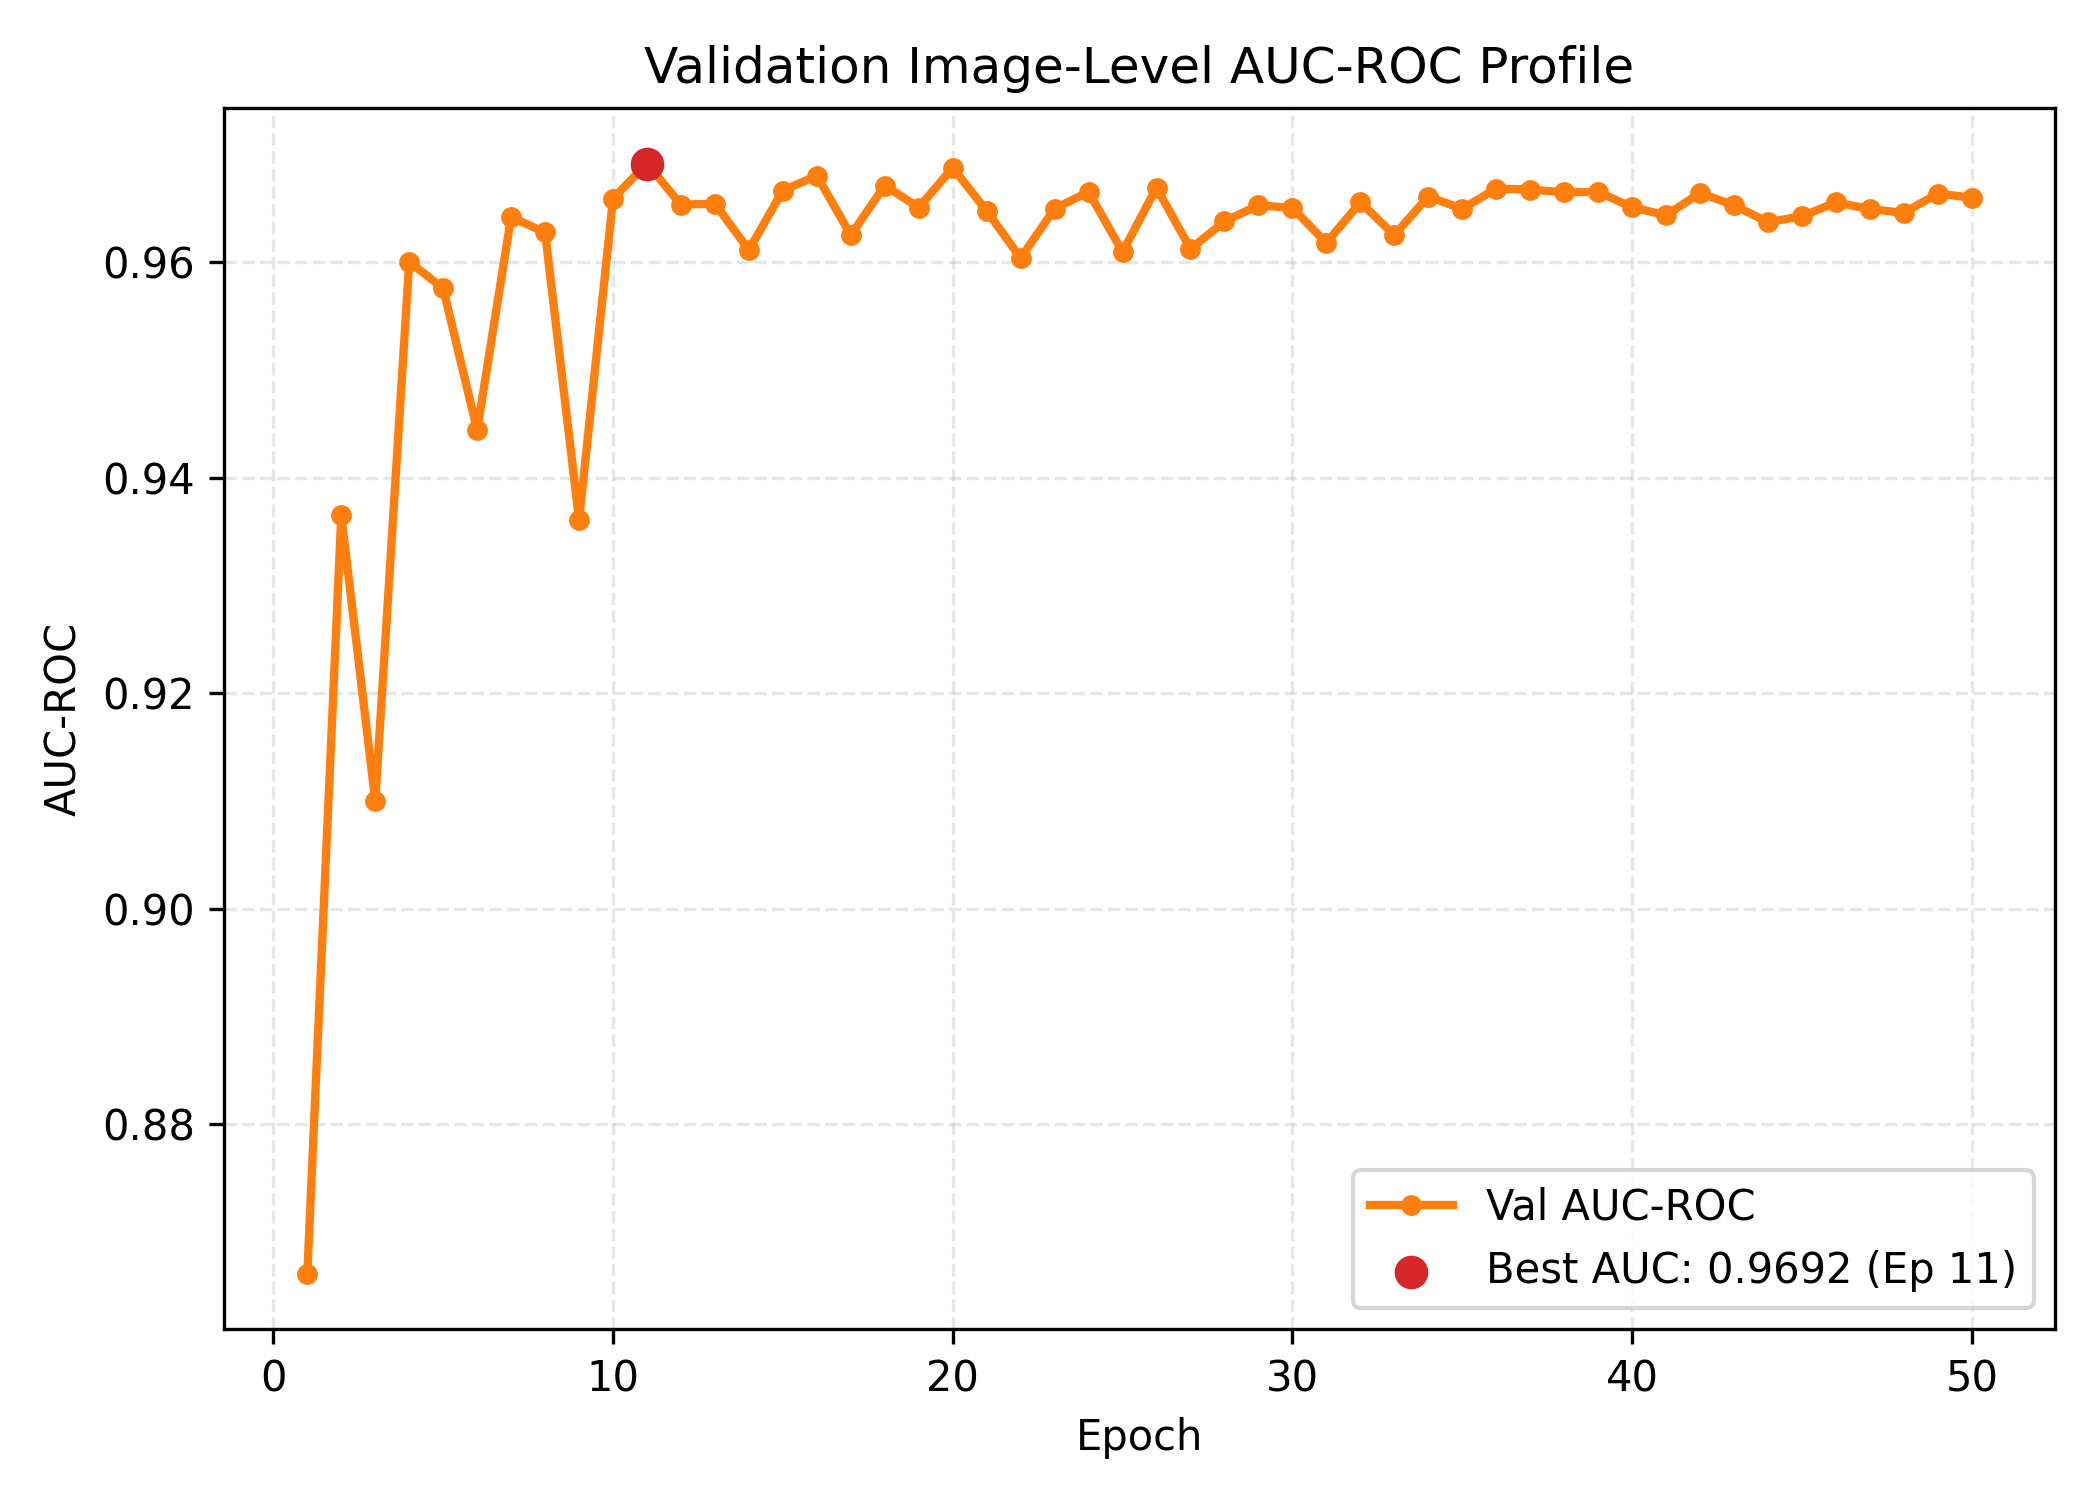 Validation Image-Level AUC-ROC Profile
AUC-ROC
0.96
0.94
0.92
0.90
0.88
Val AUC-ROC
Best AUC: 0.9692 (Ep 11)
0 10 20 30 40 50
Epoch